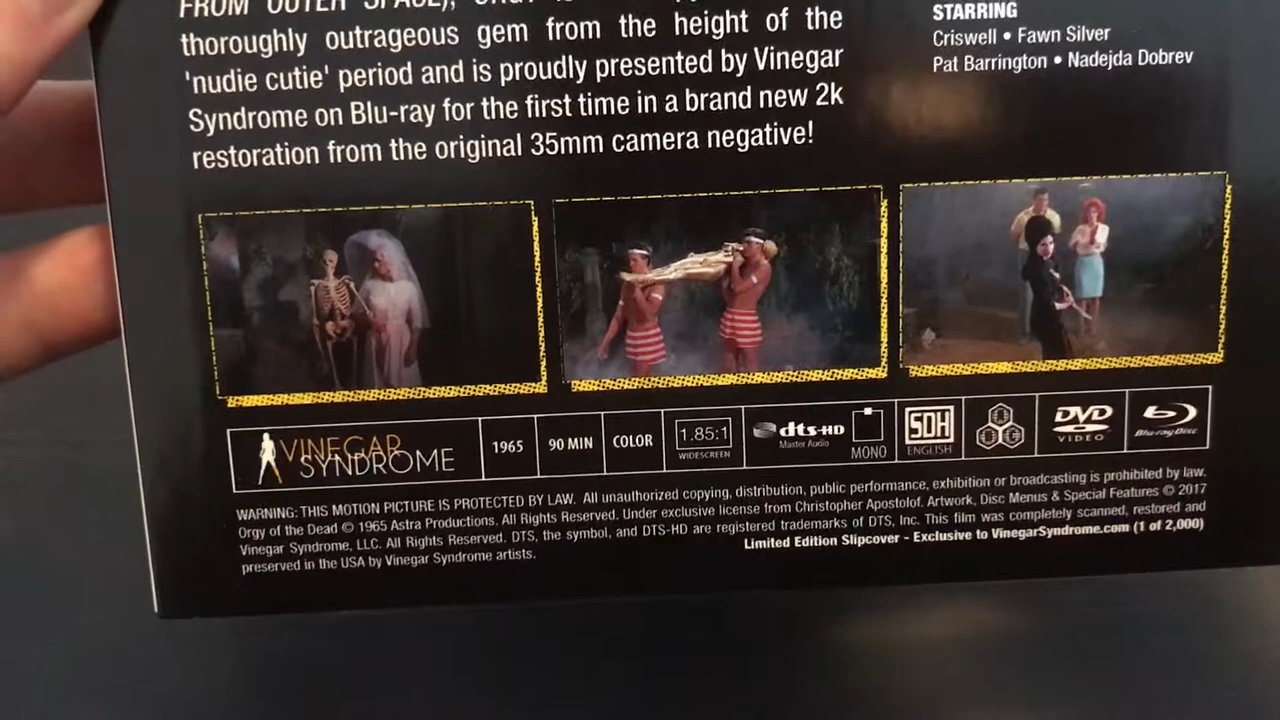 FROM OUTER SPACE),
thoroughly outrageous gem from the height of the
'nudie cutie' period and is proudly presented by Vinegar
Syndrome on Blu-ray for the first time in a brand new 2k
restoration from the original 35mm camera negative!
STARRING
Criswell • Fawn Silver
Pat Barrington • Nadejda Dobrev
VINEGAR
SYNDROME
1965
90 MIN
COLOR
1.85:1
WIDESCREEN
dts-HD
Master Audio
MONO
SDH
ENGLISH
DVD
VIDEO
Blu-ray Disc
WARNING: THIS MOTION PICTURE IS PROTECTED BY LAW. All unauthorized copying, distribution, public performance, exhibition or broadcasting is prohibited by law.
Orgy of the Dead © 1965 Astra Productions. All Rights Reserved. Under exclusive license from Christopher Apostolof. Artwork, Disc Menus & Special Features © 2017
Vinegar Syndrome, LLC. All Rights Reserved. DTS, the symbol, and DTS-HD are registered trademarks of DTS, Inc. This film was completely scanned, restored and
preserved in the USA by Vinegar Syndrome artists.
Limited Edition Slipcover - Exclusive to VinegarSyndrome.com (1 of 2,000)